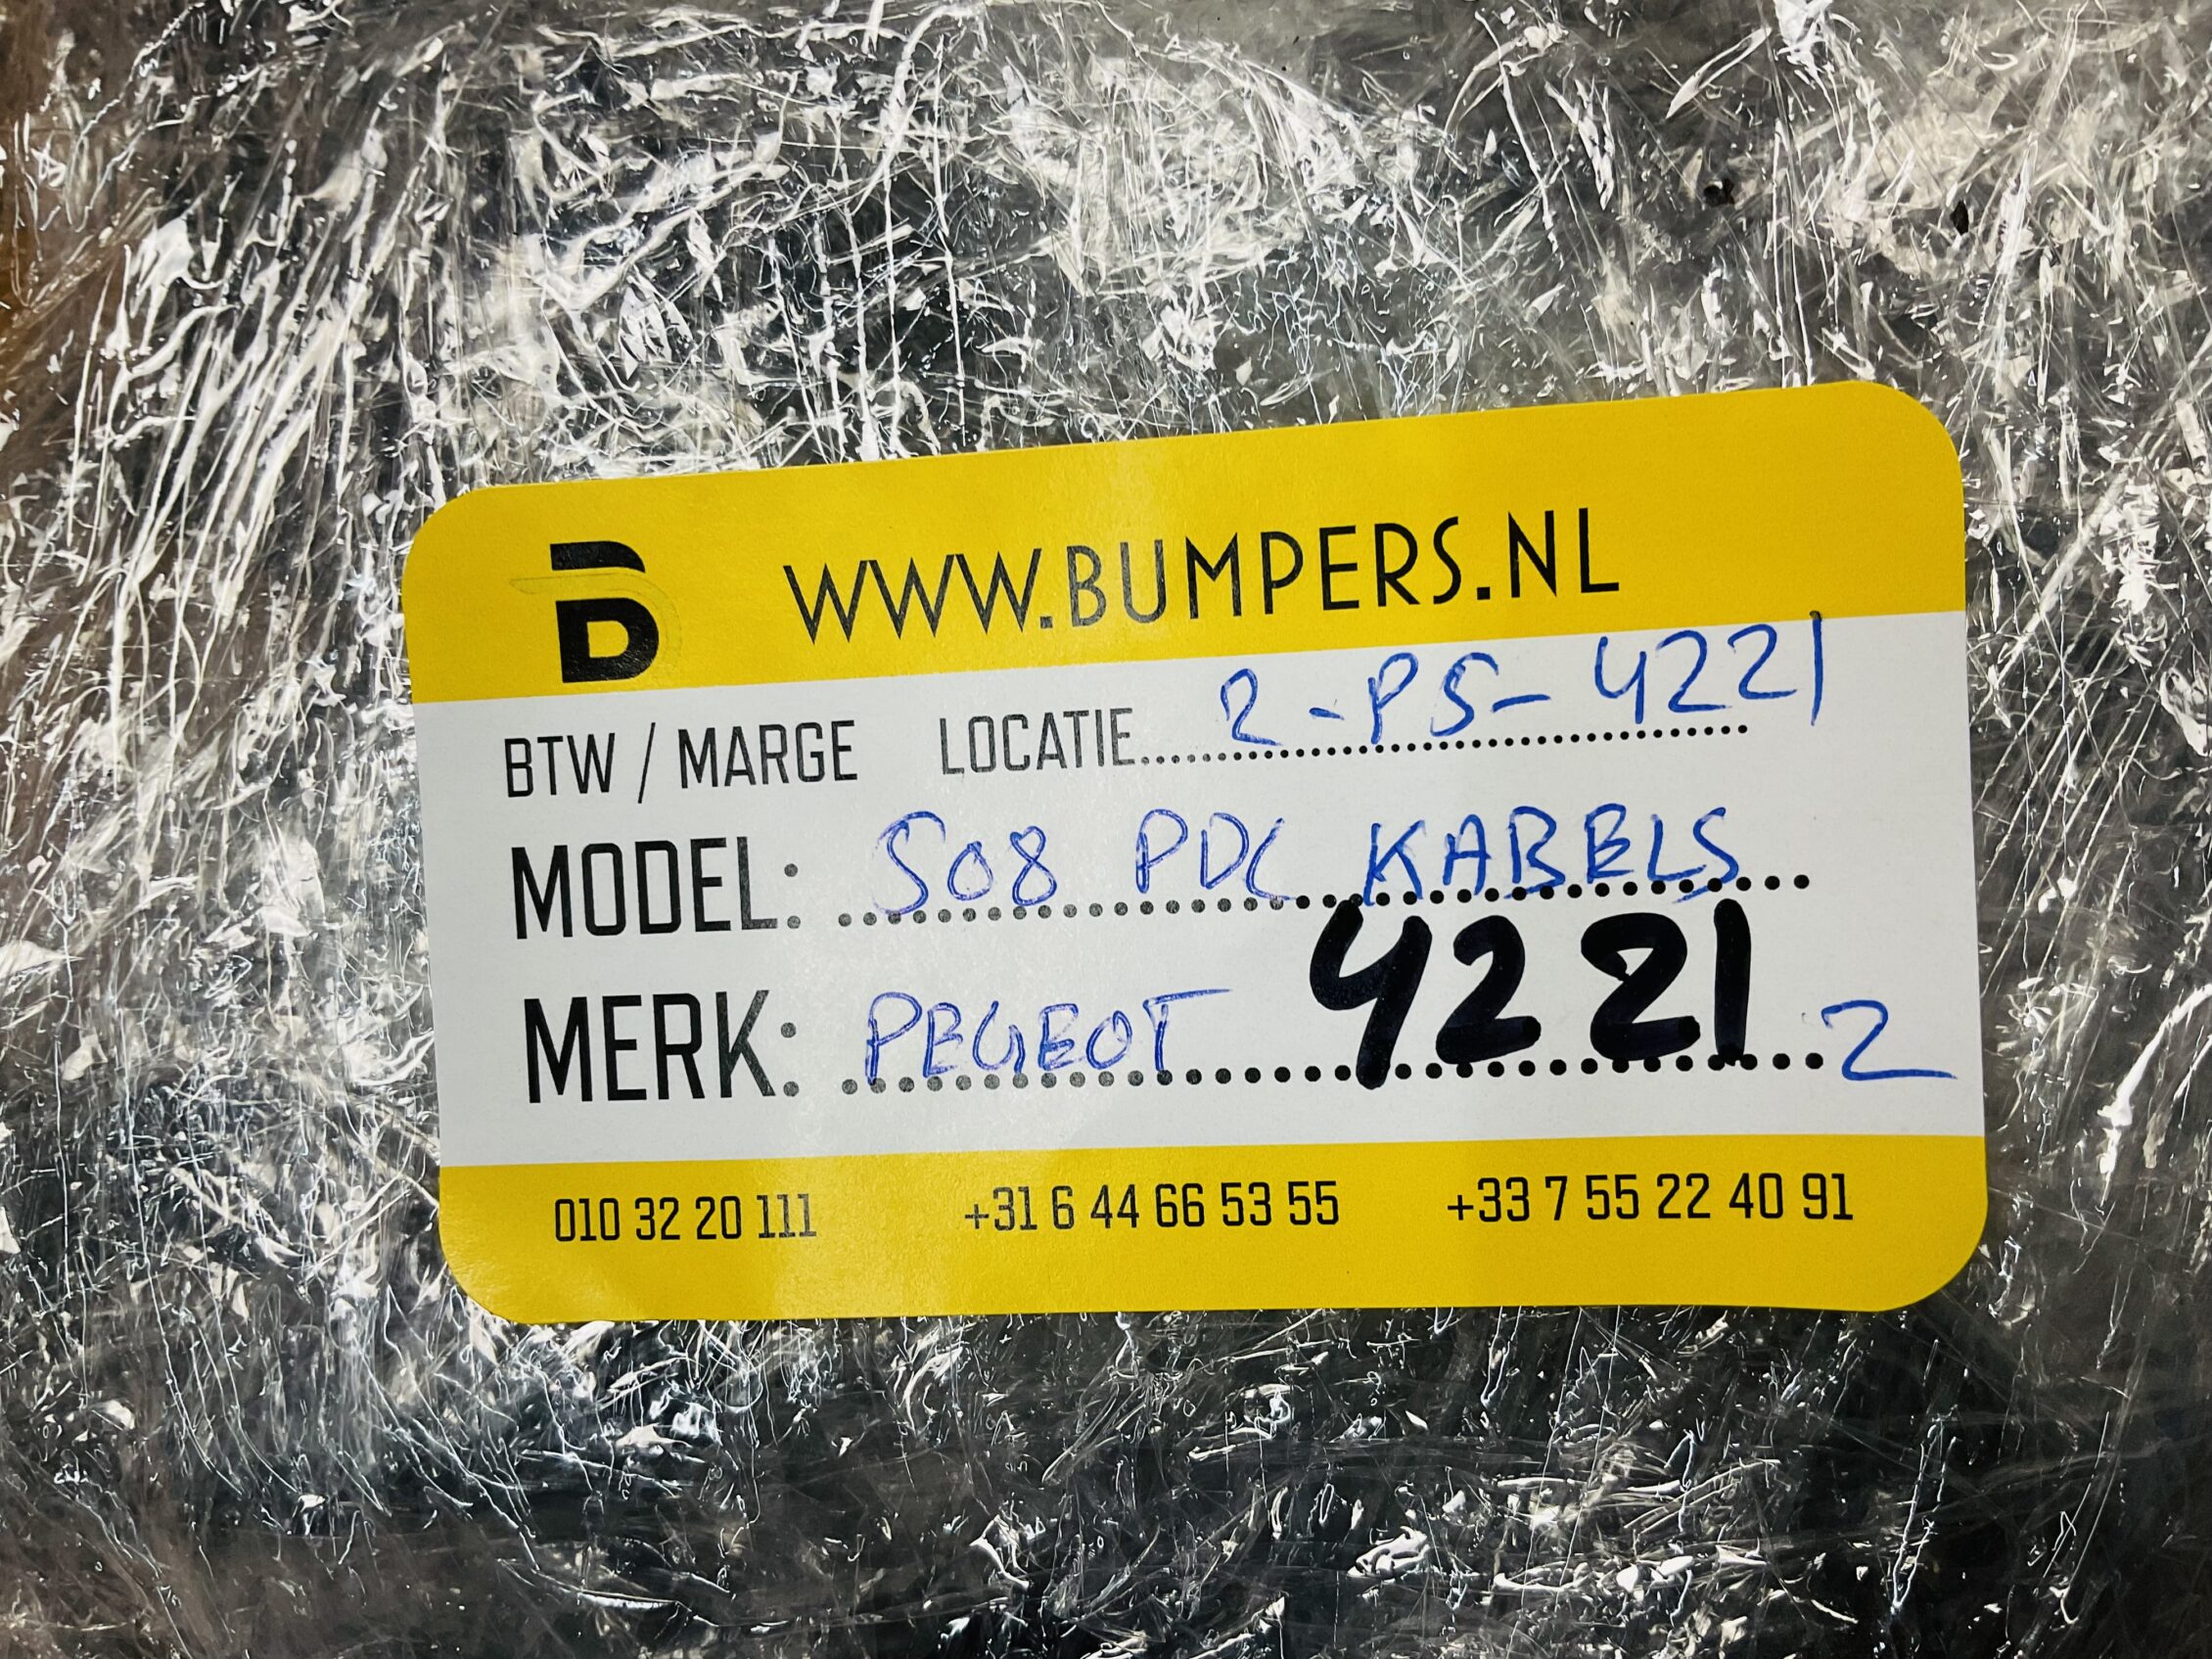 B WWW.BUMPERS.NL
BTW / MARGE LOCATIE 2-PS-4221
MODEL: 508 PDC KABELS
MERK: PEGEOT 4221 2
010 32 20 111 +31 6 44 66 53 55 +33 7 55 22 40 91